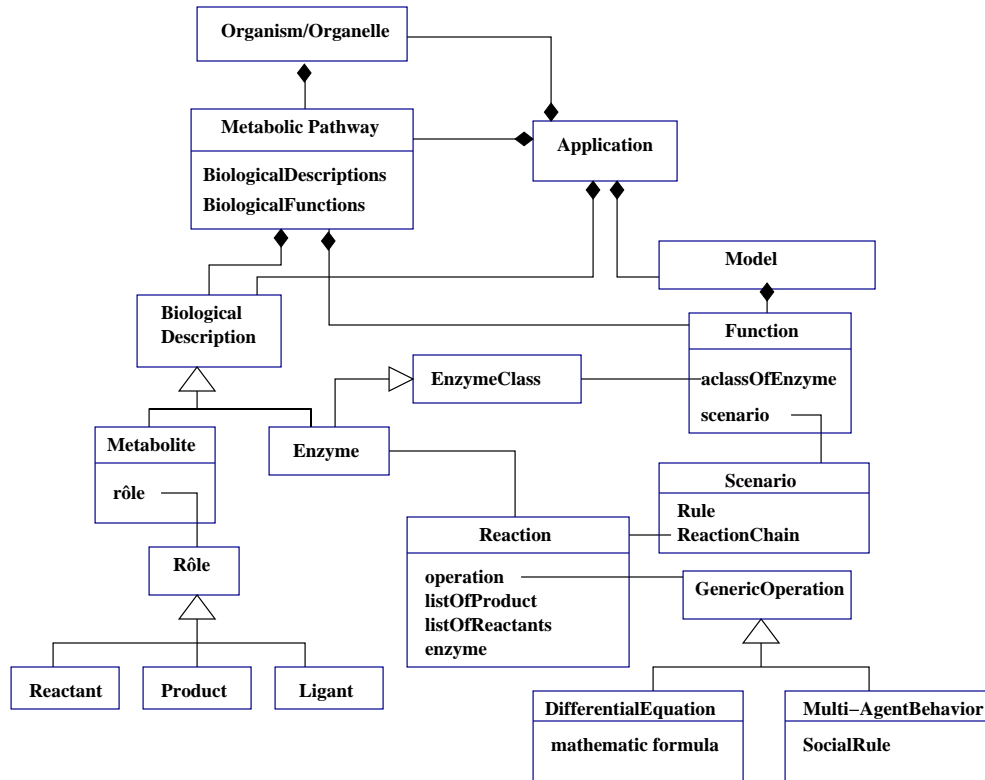 Organism/Organelle
Metabolic Pathway
BiologicalDescriptions
BiologicalFunctions
Application
Model
Biological
Description
Function
aclassOfEnzyme
scenario
EnzymeClass
Metabolite
rôle
Enzyme
Scenario
Rule
ReactionChain
Reaction
operation
listOfProduct
listOfReactants
enzyme
Rôle
GenericOperation
Reactant
Product
Ligant
DifferentialEquation
mathematic formula
Multi−AgentBehavior
SocialRule